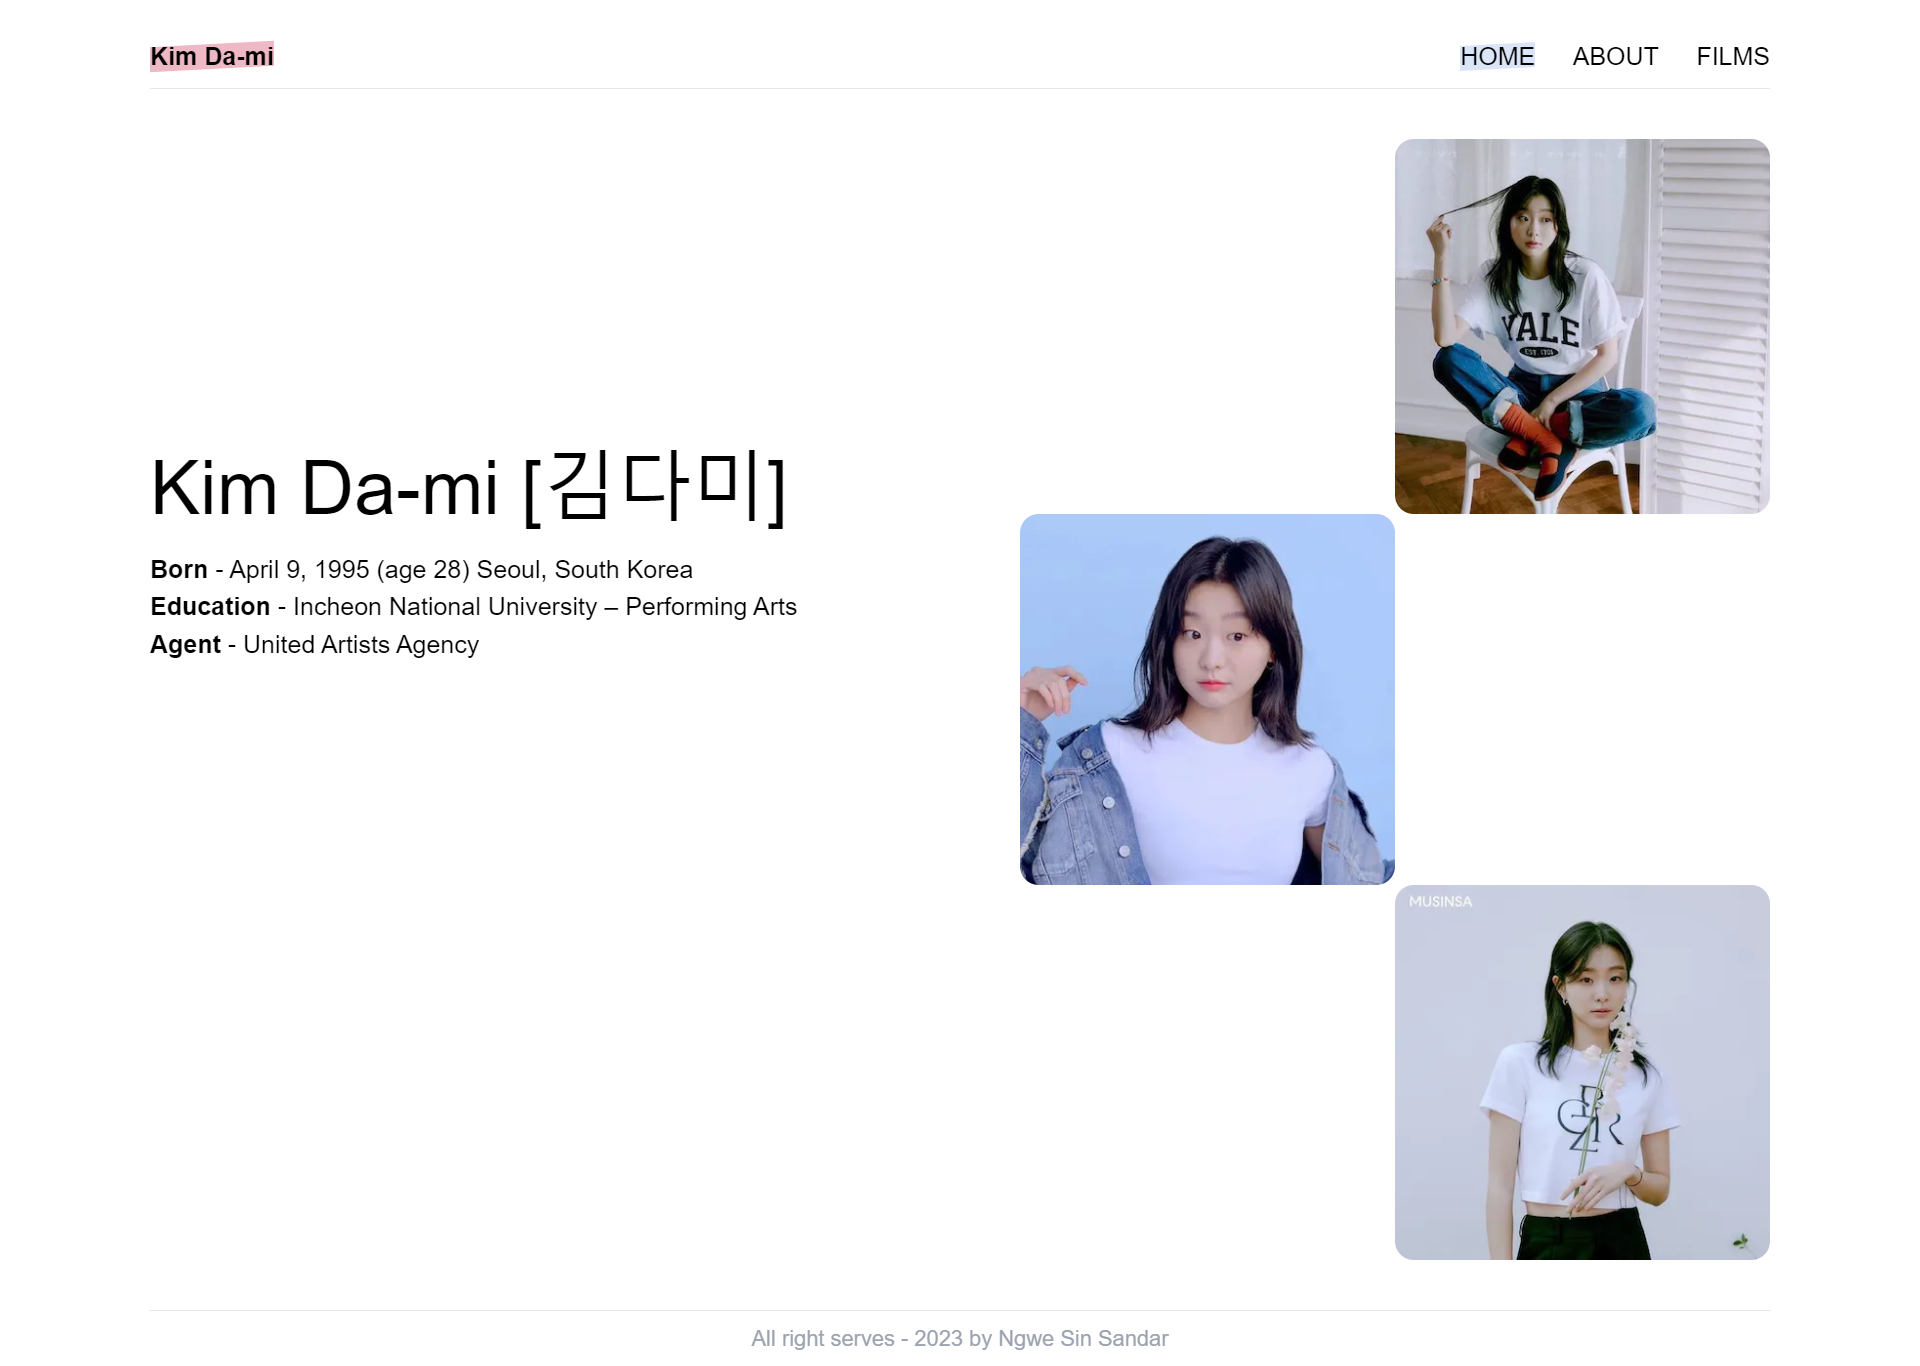 Kim Da-mi
HOME
ABOUT
FILMS
YALE
EST. 1701
Kim Da-mi [김다미]
Born - April 9, 1995 (age 28) Seoul, South Korea
Education - Incheon National University – Performing Arts
Agent - United Artists Agency
MUSINSA
All right serves - 2023 by Ngwe Sin Sandar